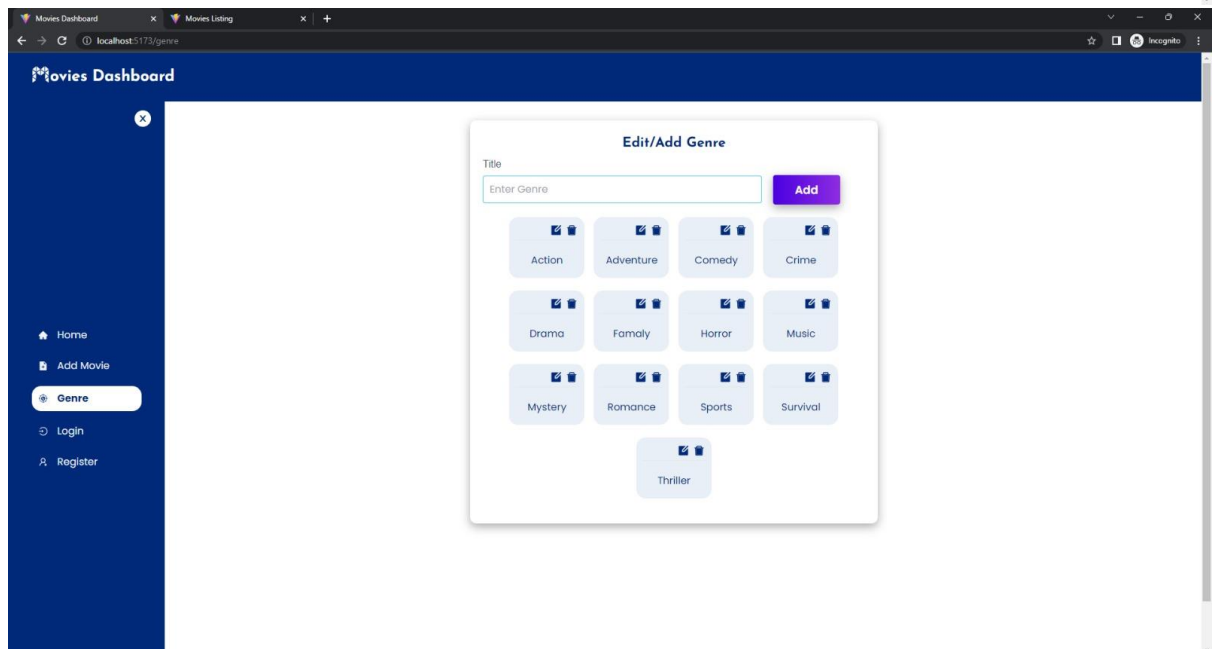 Movies Dashboard
Movies Listing
localhost:5173/genre
Incognito
Movies Dashboard
Edit/Add Genre
Title
Enter Genre
Add
Action Adventure Comedy Crime
Drama Famaly Horror Music
Mystery Romance Sports Survival
Thriller
Home
Add Movie
Genre
Login
Register